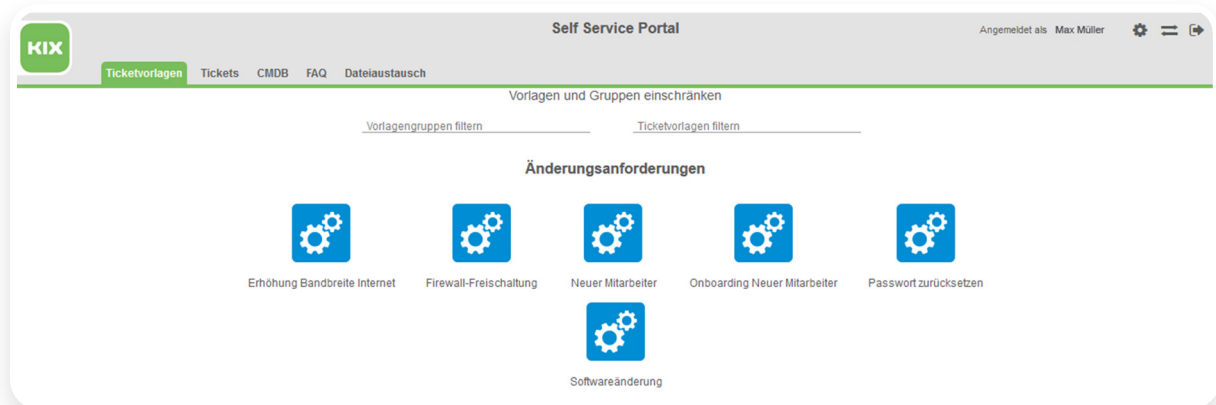 KIX
Self Service Portal
Angemeldet als Max Müller
Ticketvorlagen Tickets CMDB FAQ Dateiaustausch
Vorlagen und Gruppen einschränken
Vorlagengruppen filtern Ticketvorlagen filtern
Änderungsanforderungen
Erhöhung Bandbreite Internet Firewall-Freischaltung Neuer Mitarbeiter Onboarding Neuer Mitarbeiter Passwort zurücksetzen
Softwareänderung